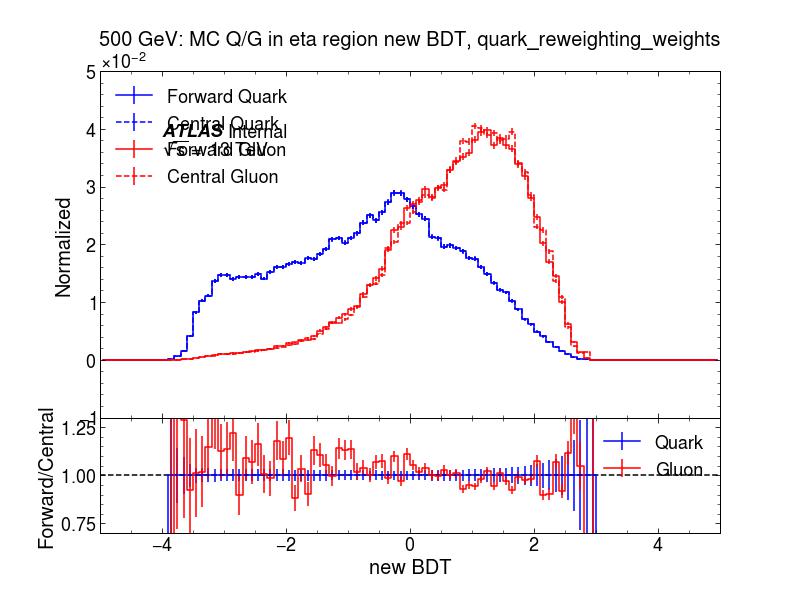 500 GeV: MC Q/G in eta region new BDT, quark_reweighting_weights
×10⁻²
5
4
3
2
1
0
−1
Normalized
Forward Quark
Central Quark
ATLAS Internal
√s = 13 TeV
Forward Gluon
Central Gluon
1.25
1.00
0.75
Forward/Central
Quark
Gluon
−4 −2 0 2 4
new BDT